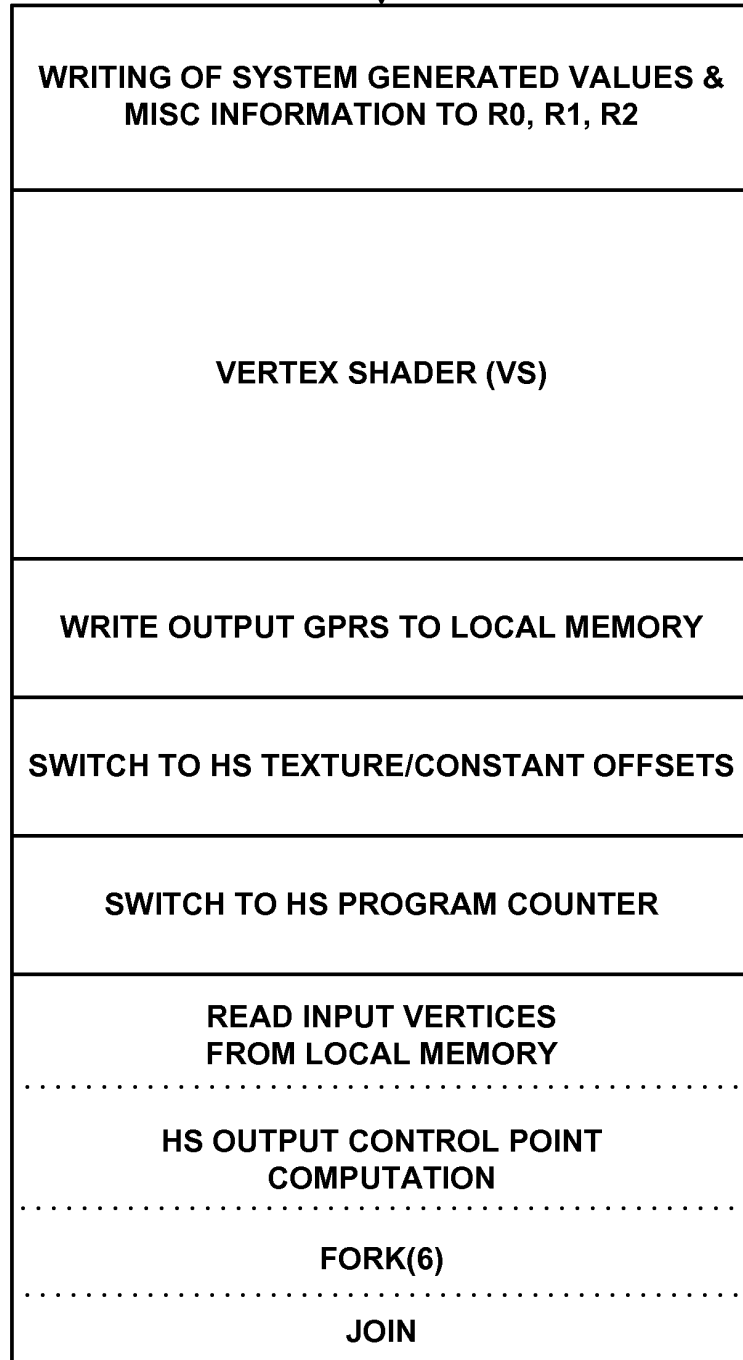 WRITING OF SYSTEM GENERATED VALUES &
MISC INFORMATION TO R0, R1, R2
VERTEX SHADER (VS)
WRITE OUTPUT GPRS TO LOCAL MEMORY
SWITCH TO HS TEXTURE/CONSTANT OFFSETS
SWITCH TO HS PROGRAM COUNTER
READ INPUT VERTICES
FROM LOCAL MEMORY
HS OUTPUT CONTROL POINT
COMPUTATION
FORK(6)
JOIN